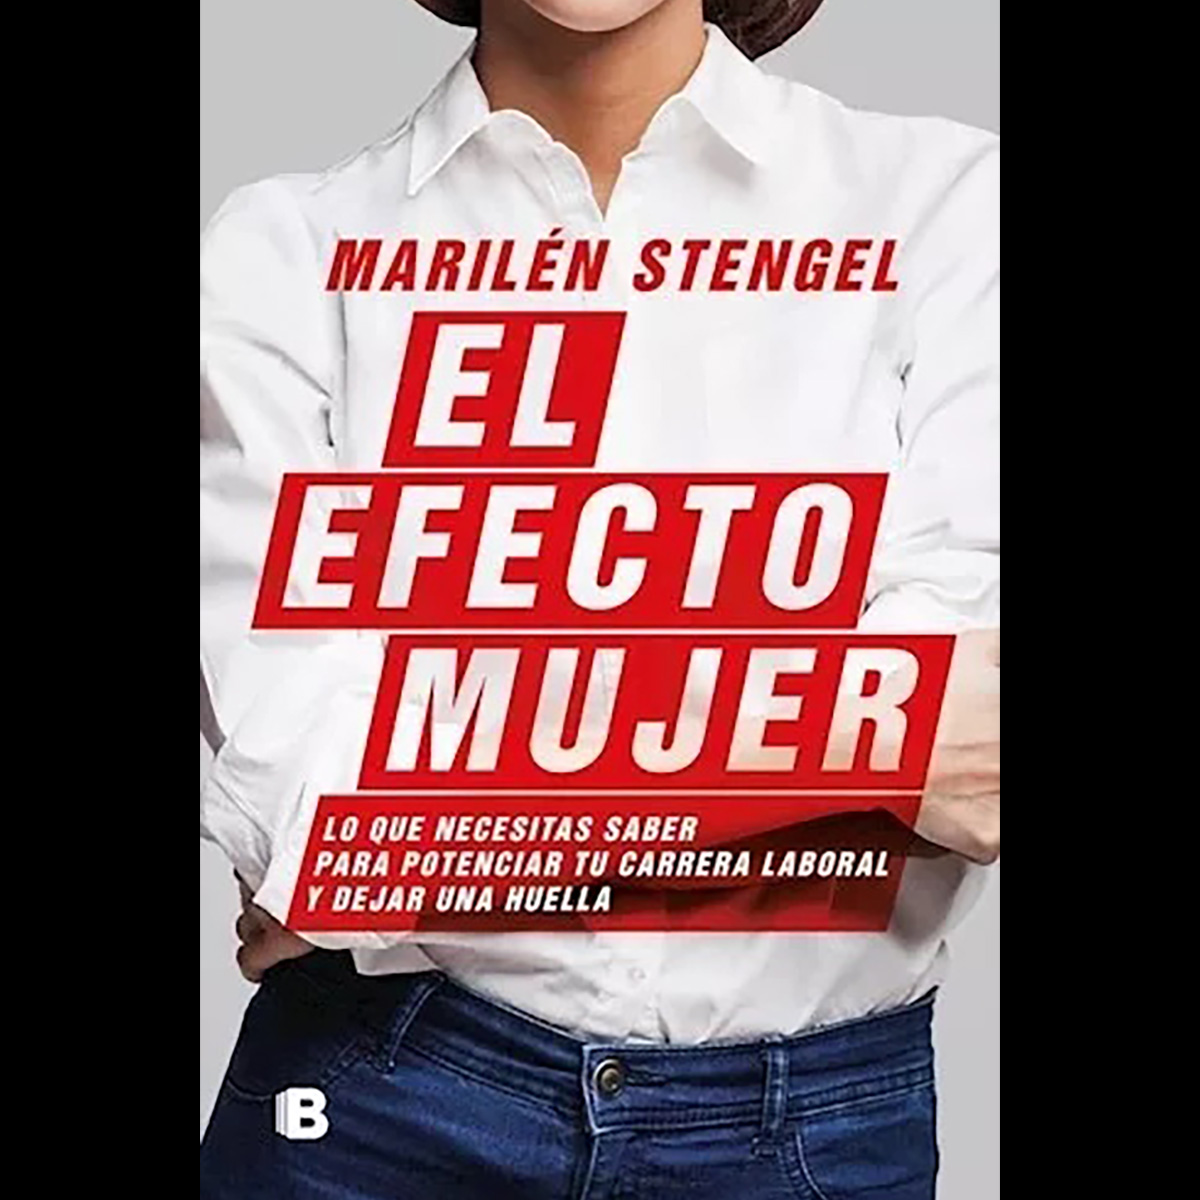 MARILÉN STENGEL
EL
EFECTO
MUJER
LO QUE NECESITAS SABER
PARA POTENCIAR TU CARRERA LABORAL
Y DEJAR UNA HUELLA
B